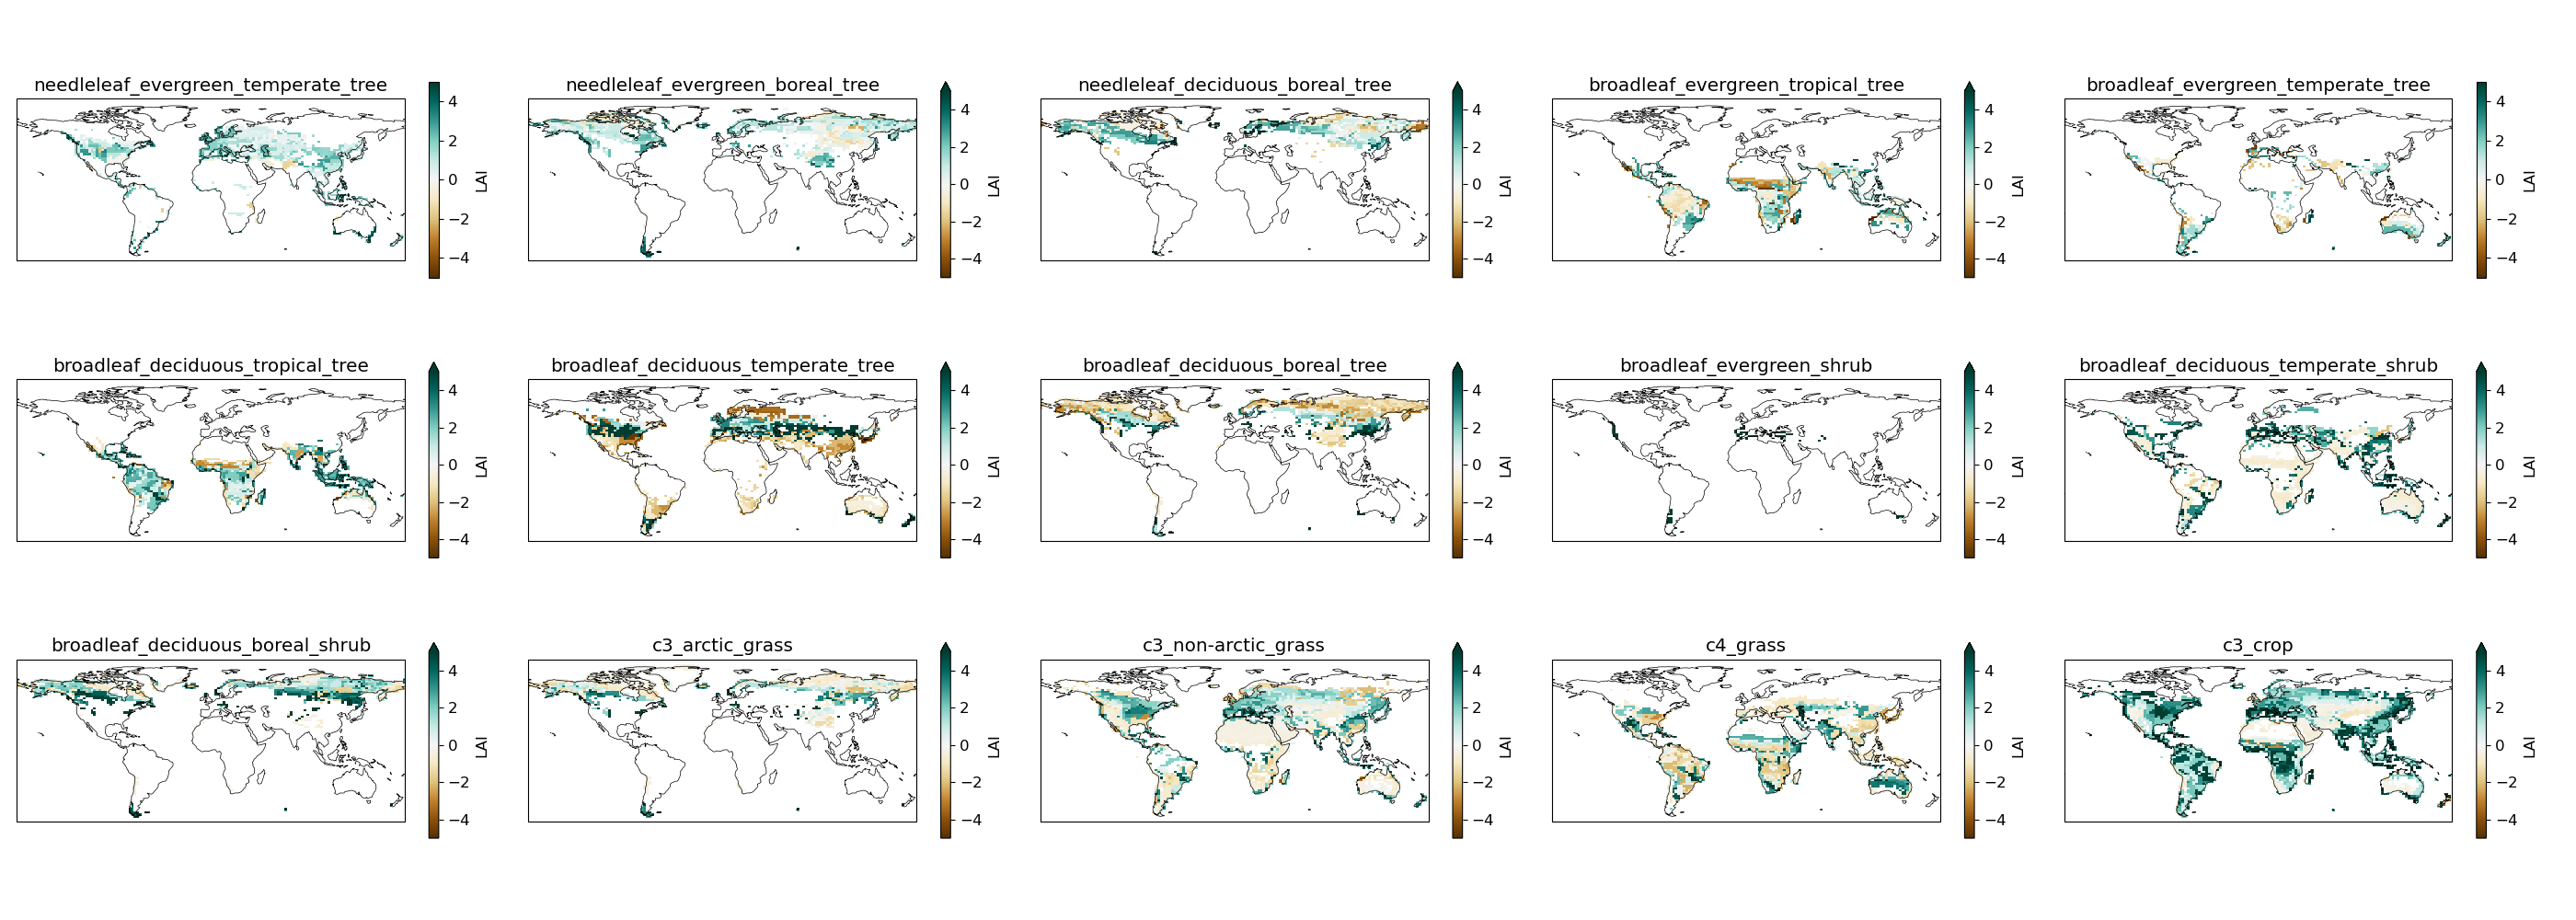 needleleaf_evergreen_temperate_tree
4
2
0
−2
−4
LAI
needleleaf_evergreen_boreal_tree
4
2
0
−2
−4
LAI
needleleaf_deciduous_boreal_tree
4
2
0
−2
−4
LAI
broadleaf_evergreen_tropical_tree
4
2
0
−2
−4
LAI
broadleaf_evergreen_temperate_tree
4
2
0
−2
−4
LAI
broadleaf_deciduous_tropical_tree
4
2
0
−2
−4
LAI
broadleaf_deciduous_temperate_tree
4
2
0
−2
−4
LAI
broadleaf_deciduous_boreal_tree
4
2
0
−2
−4
LAI
broadleaf_evergreen_shrub
4
2
0
−2
−4
LAI
broadleaf_deciduous_temperate_shrub
4
2
0
−2
−4
LAI
broadleaf_deciduous_boreal_shrub
4
2
0
−2
−4
LAI
c3_arctic_grass
4
2
0
−2
−4
LAI
c3_non-arctic_grass
4
2
0
−2
−4
LAI
c4_grass
4
2
0
−2
−4
LAI
c3_crop
4
2
0
−2
−4
LAI